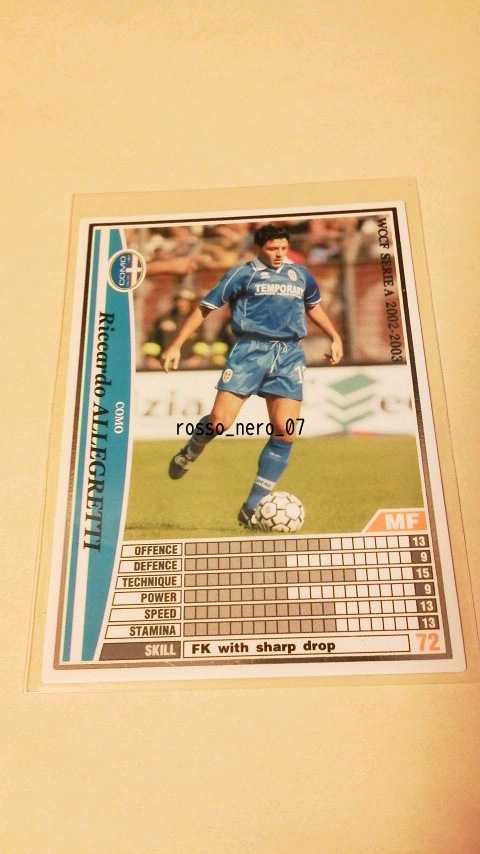 WCCF SERIE A 2002-2003
COMO
Riccardo ALLEGRETTI
COMO
TEMPORARY
rosso_nero_07
MF
OFFENCE 13
DEFENCE 9
TECHNIQUE 15
POWER 9
SPEED 13
STAMINA 13
SKILL FK with sharp drop 72